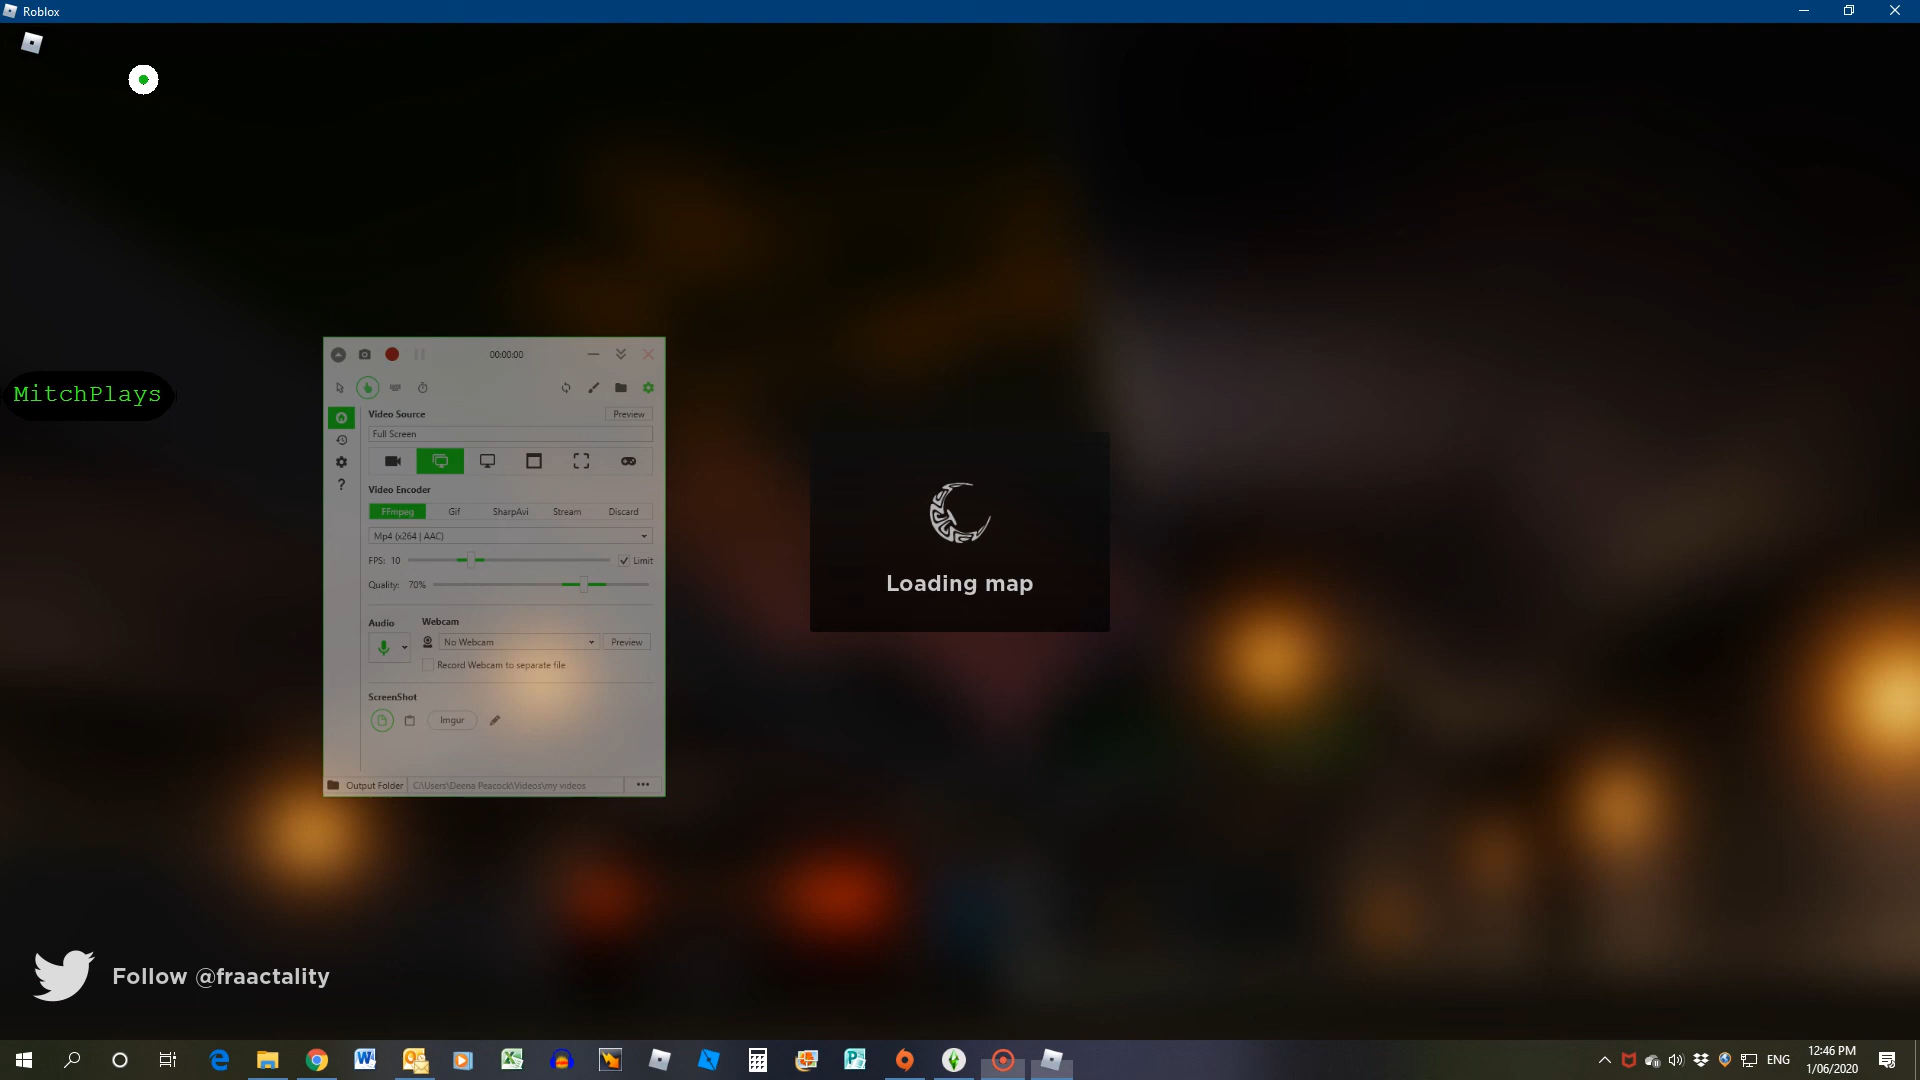 Roblox
00:00:00
MitchPlays
Video Source
Preview
Full Screen
?
Video Encoder
FFmpeg Gif SharpAvi Stream Discard
Mp4 (x264 | AAC)
FPS: 10 Limit
Quality: 70%
Audio
Webcam
No Webcam Preview
Record Webcam to separate file
ScreenShot
Imgur
Output Folder C:\Users\Deena Peacock\Videos\my videos ...
Loading map
Follow @fraactality
ENG
12:46 PM
1/06/2020